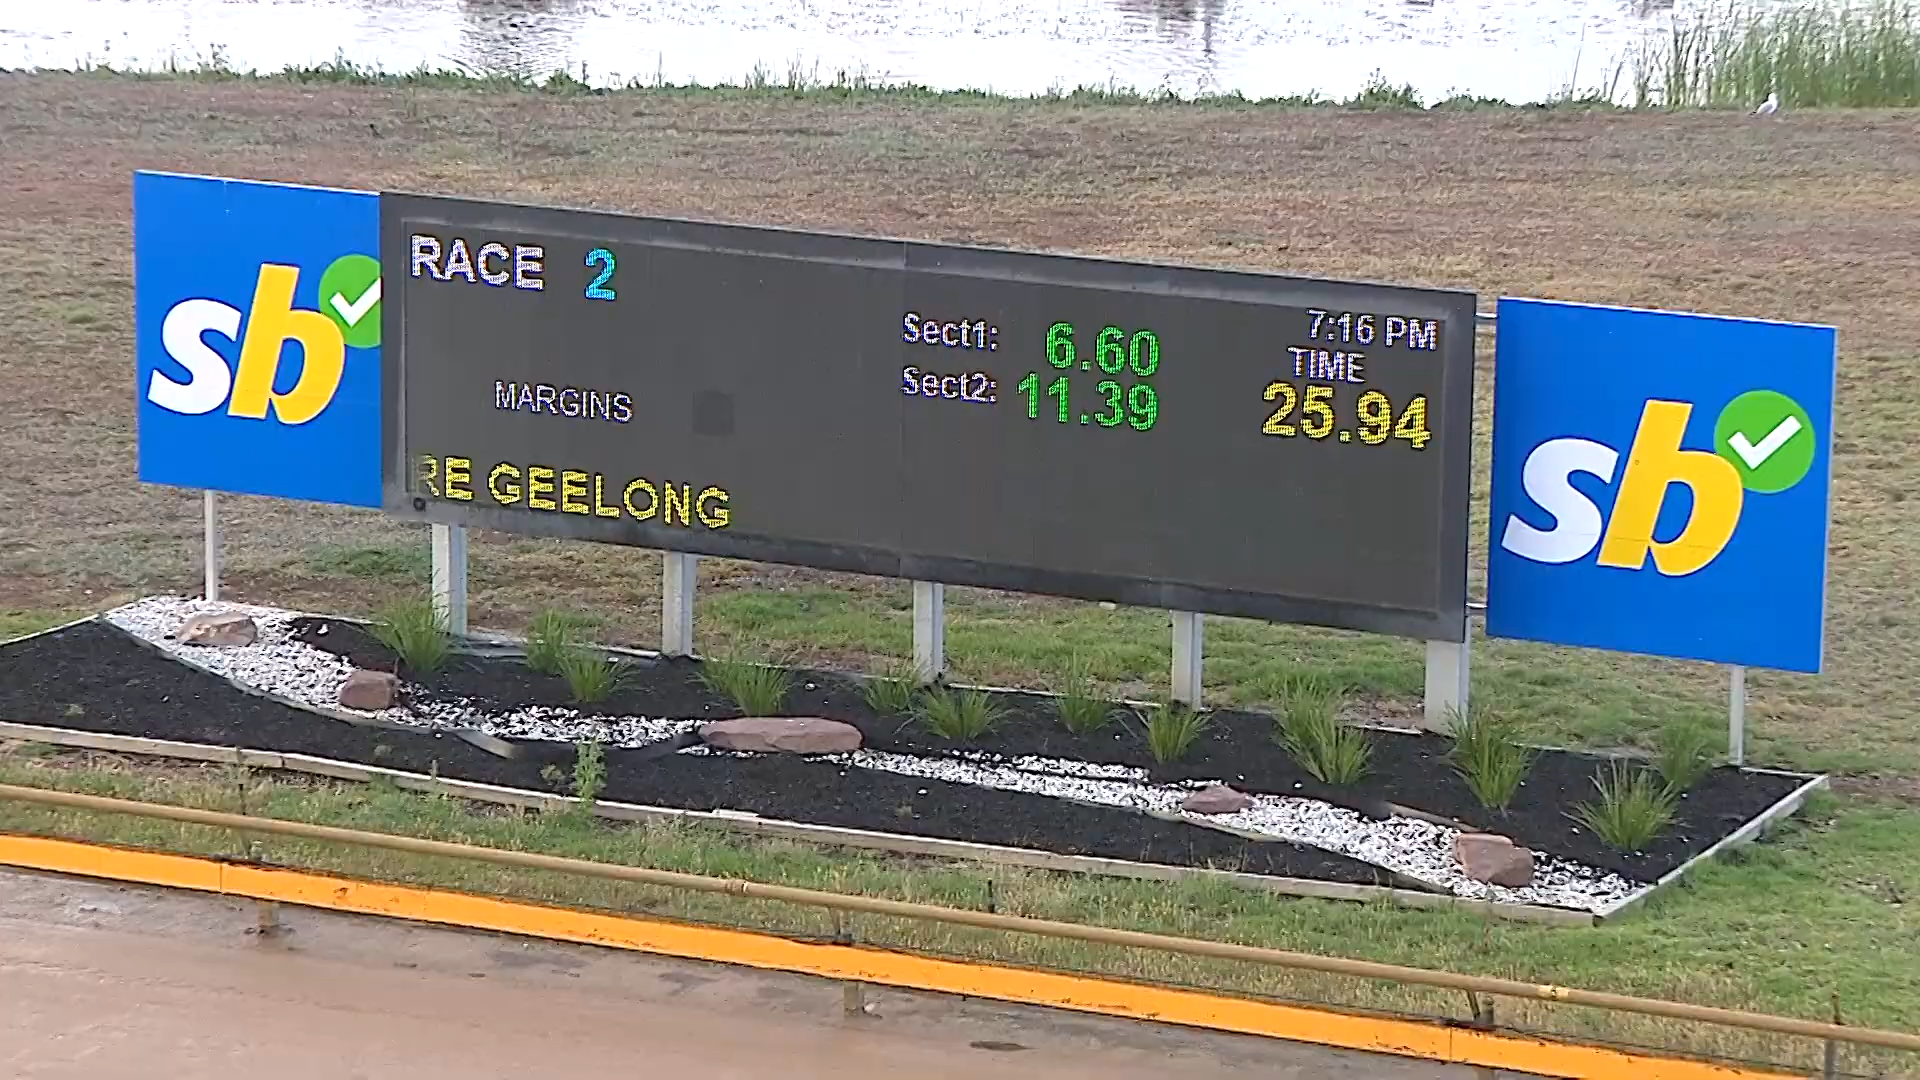 sb
RACE 2
7:16 PM
Sect1: 6.60
TIME
Sect2: 11.39
25.94
MARGINS
RE GEELONG
sb